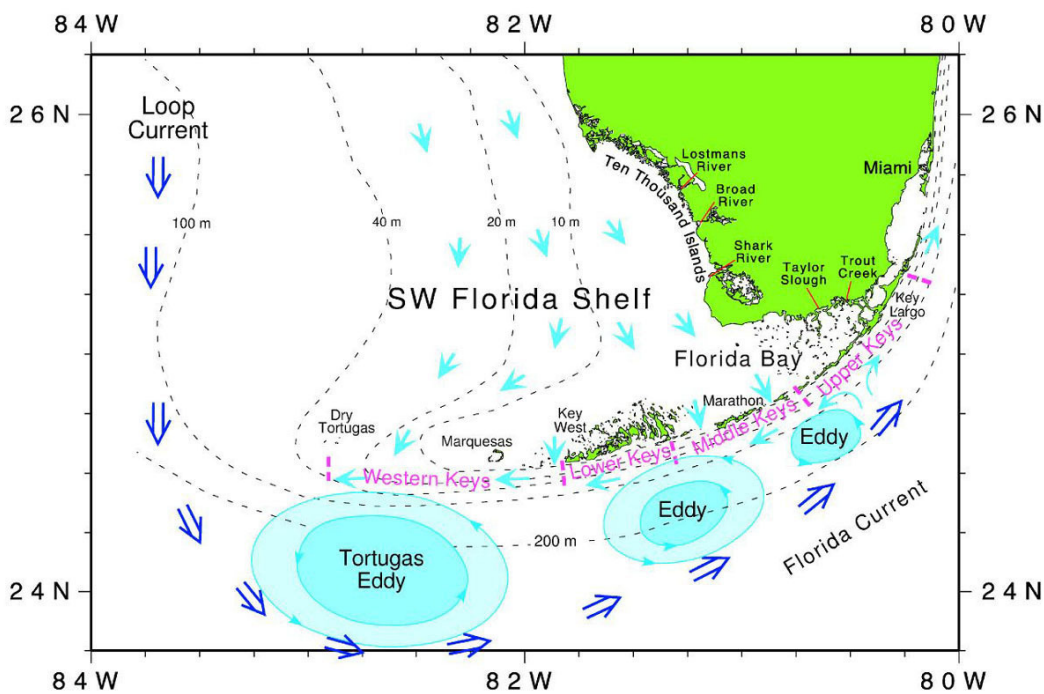 84W 82W 80W
26N 26N
Loop
Current
Miami
Lostmans
River
Ten Thousand Islands
Broad
River
100 m 40 m 20 m 10 m
Shark
River
Taylor
Slough
Trout
Creek
SW Florida Shelf
Key
Largo
Florida Bay
Upper Keys
Dry
Tortugas
Marquesas
Key
West
Marathon
Middle Keys
Eddy
Western Keys
Lower Keys
Eddy
Florida Current
200 m
Tortugas
Eddy
24N 24N
84W 82W 80W